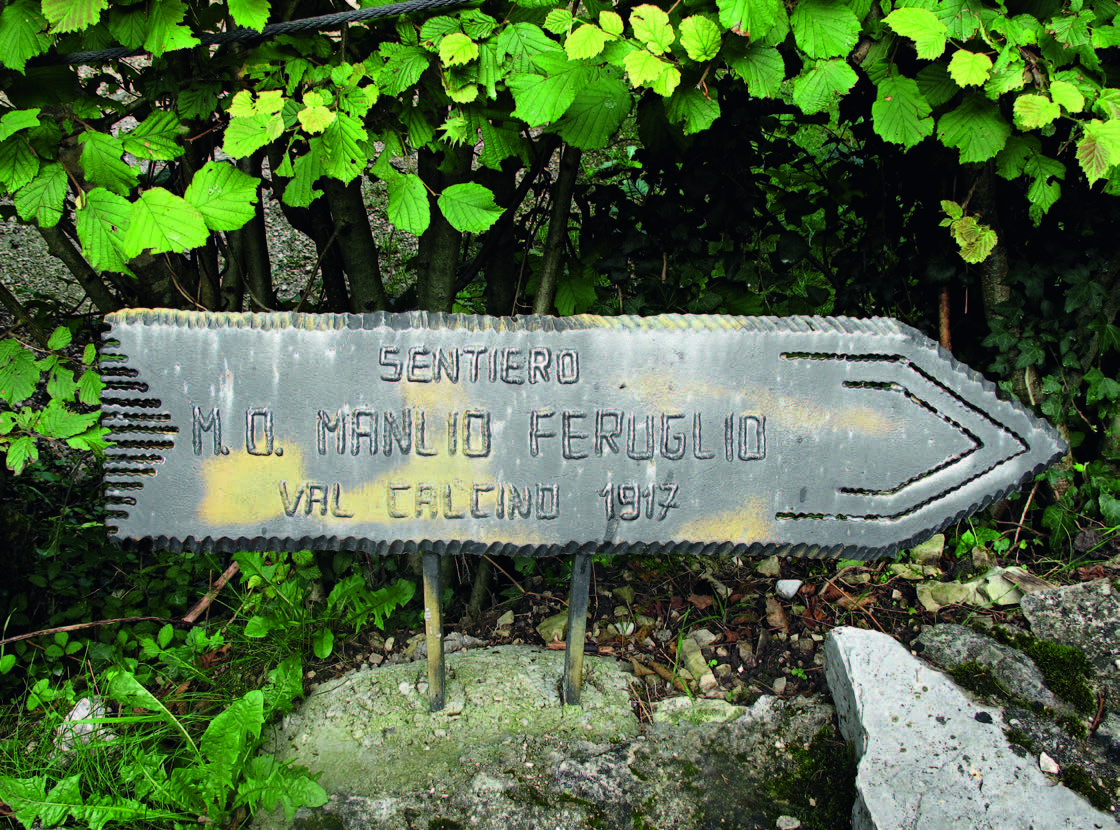 SENTIERO
M.O. MANLIO FERUGLIO
VAL CALCINO 1917